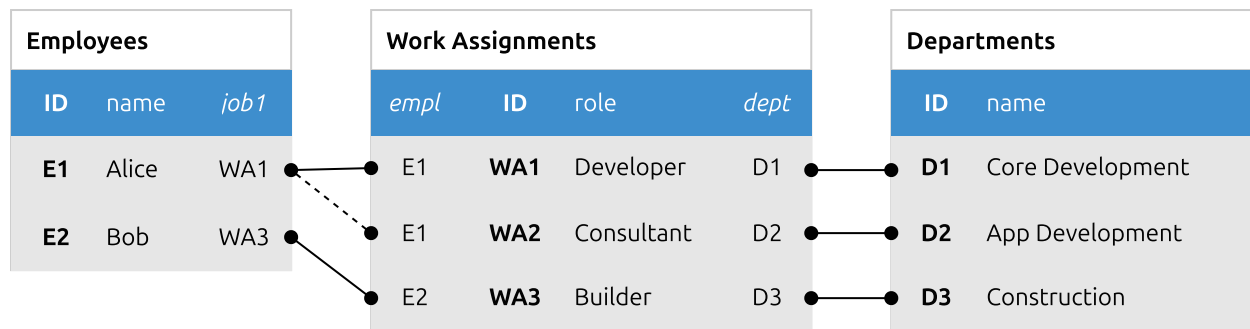 Employees
ID name job1
E1 Alice WA1
E2 Bob WA3
Work Assignments
empl ID role dept
E1 WA1 Developer D1
E1 WA2 Consultant D2
E2 WA3 Builder D3
Departments
ID name
D1 Core Development
D2 App Development
D3 Construction